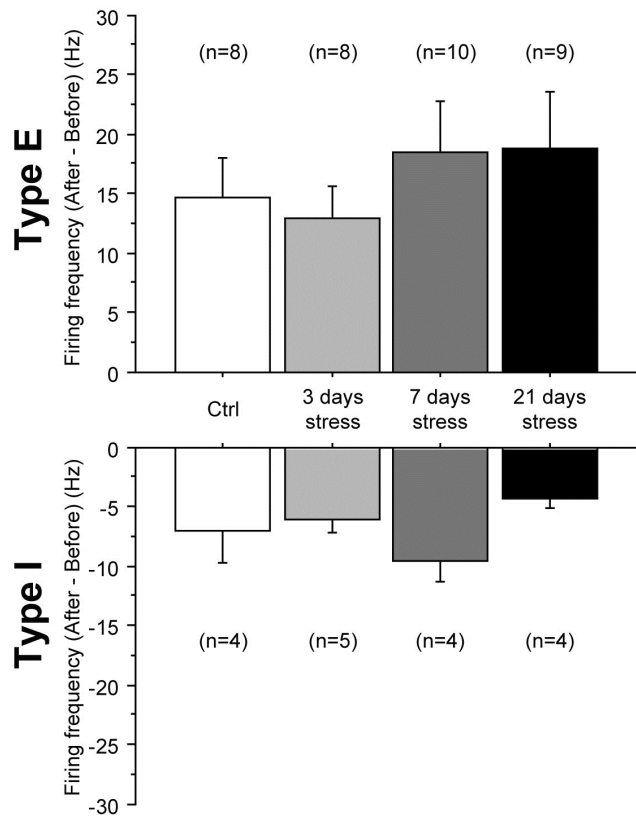 Type E
Firing frequency (After - Before) (Hz)
30
25
20
15
10
5
0
(n=8)
(n=8)
(n=10)
(n=9)
Ctrl
3 days
stress
7 days
stress
21 days
stress
Type I
Firing frequency (After - Before) (Hz)
0
-5
-10
-15
-20
-25
-30
(n=4)
(n=5)
(n=4)
(n=4)